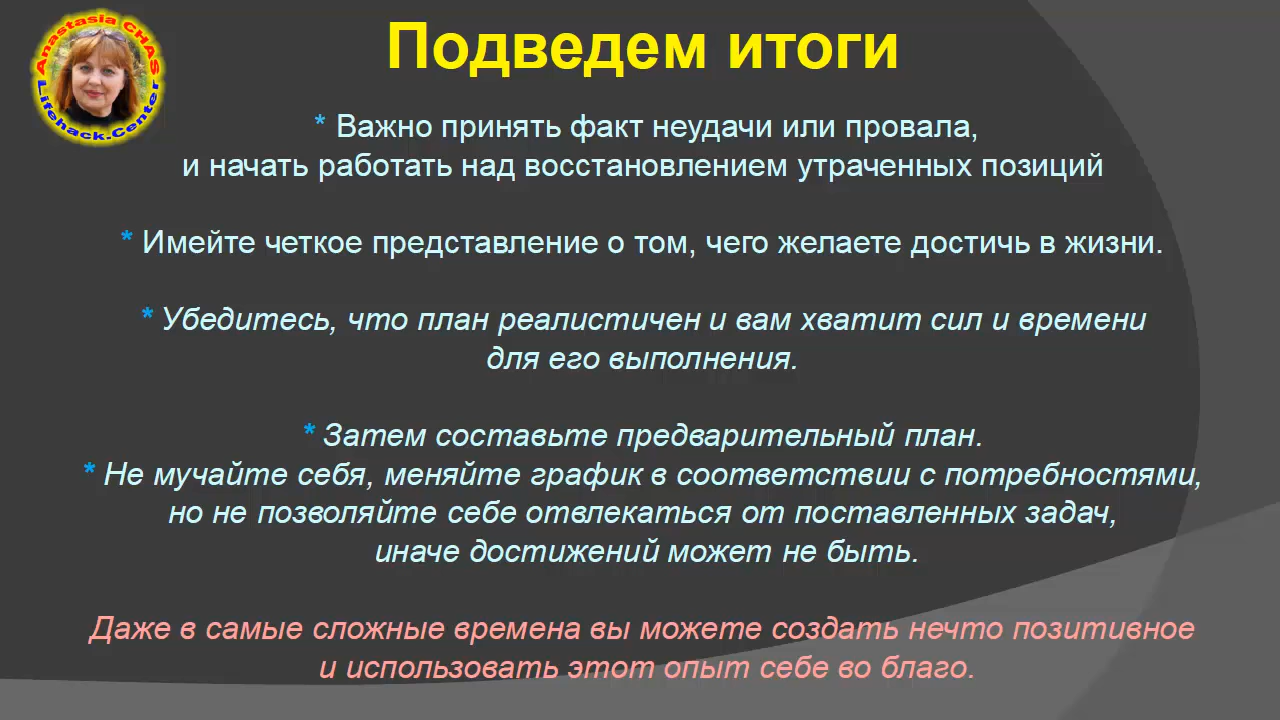 Anastasia CHAS
Lifehack.Center
Подведем итоги
* Важно принять факт неудачи или провала,
и начать работать над восстановлением утраченных позиций
* Имейте четкое представление о том, чего желаете достичь в жизни.
* Убедитесь, что план реалистичен и вам хватит сил и времени
для его выполнения.
* Затем составьте предварительный план.
* Не мучайте себя, меняйте график в соответствии с потребностями,
но не позволяйте себе отвлекаться от поставленных задач,
иначе достижений может не быть.
Даже в самые сложные времена вы можете создать нечто позитивное
и использовать этот опыт себе во благо.